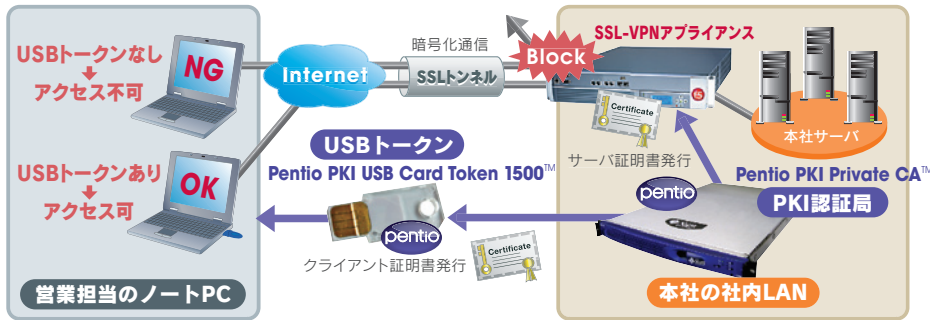 USBトークンなし
アクセス不可
NG
Internet
暗号化通信
SSLトンネル
Block
SSL-VPNアプライアンス
Certificate
本社サーバ
サーバ証明書発行
USBトークンあり
アクセス可
OK
USBトークン
Pentio PKI USB Card Token 1500™
pentio
クライアント証明書発行
Certificate
pentio
Pentio PKI Private CA™
PKI認証局
営業担当のノートPC
本社の社内LAN